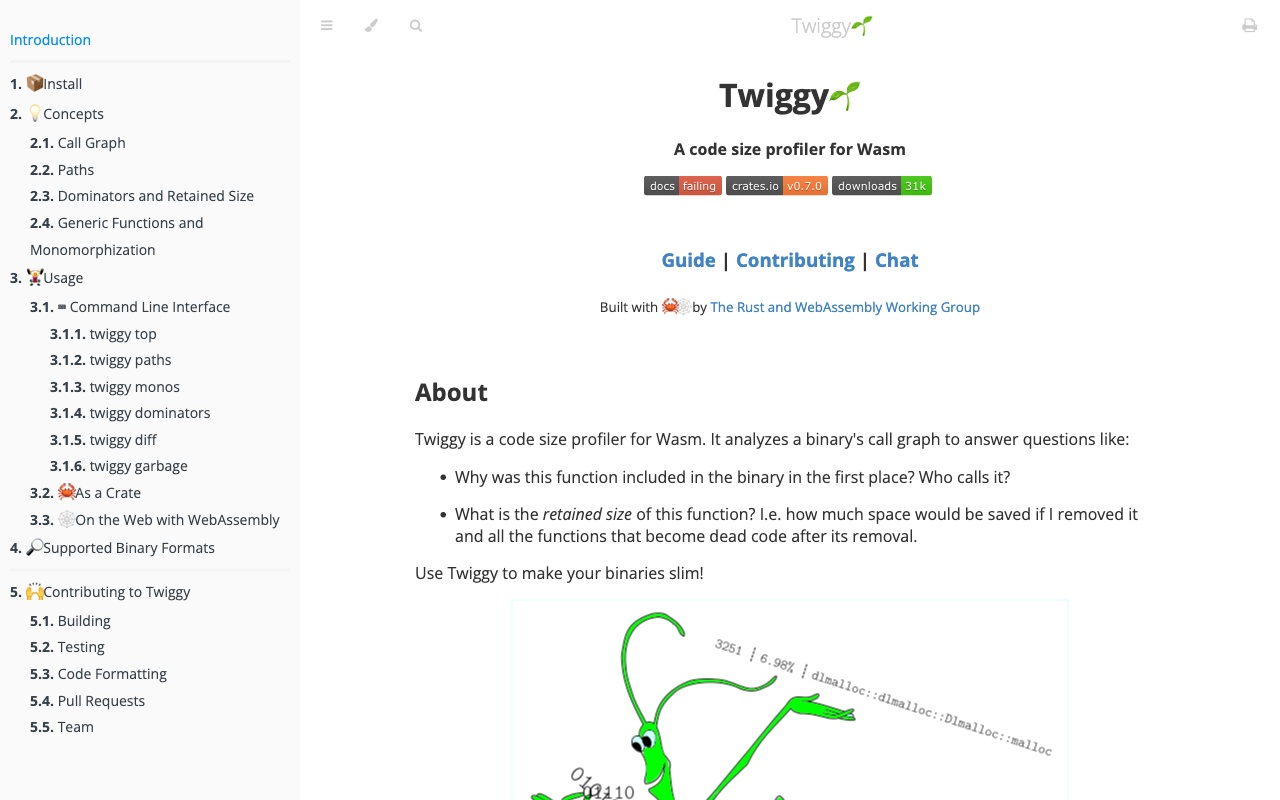 Introduction
1. Install
2. Concepts
2.1. Call Graph
2.2. Paths
2.3. Dominators and Retained Size
2.4. Generic Functions and
Monomorphization
3. Usage
3.1. Command Line Interface
3.1.1. twiggy top
3.1.2. twiggy paths
3.1.3. twiggy monos
3.1.4. twiggy dominators
3.1.5. twiggy diff
3.1.6. twiggy garbage
3.2. As a Crate
3.3. On the Web with WebAssembly
4. Supported Binary Formats
5. Contributing to Twiggy
5.1. Building
5.2. Testing
5.3. Code Formatting
5.4. Pull Requests
5.5. Team
Twiggy
Twiggy
A code size profiler for Wasm
docs failing crates.io v0.7.0 downloads 31k
Guide | Contributing | Chat
Built with by The Rust and WebAssembly Working Group
About
Twiggy is a code size profiler for Wasm. It analyzes a binary's call graph to answer questions like:
• Why was this function included in the binary in the first place? Who calls it?
• What is the retained size of this function? I.e. how much space would be saved if I removed it
and all the functions that become dead code after its removal.
Use Twiggy to make your binaries slim!
3251 ┊ 6.98% ┊ dlmalloc::dlmalloc::Dlmalloc::malloc
01110